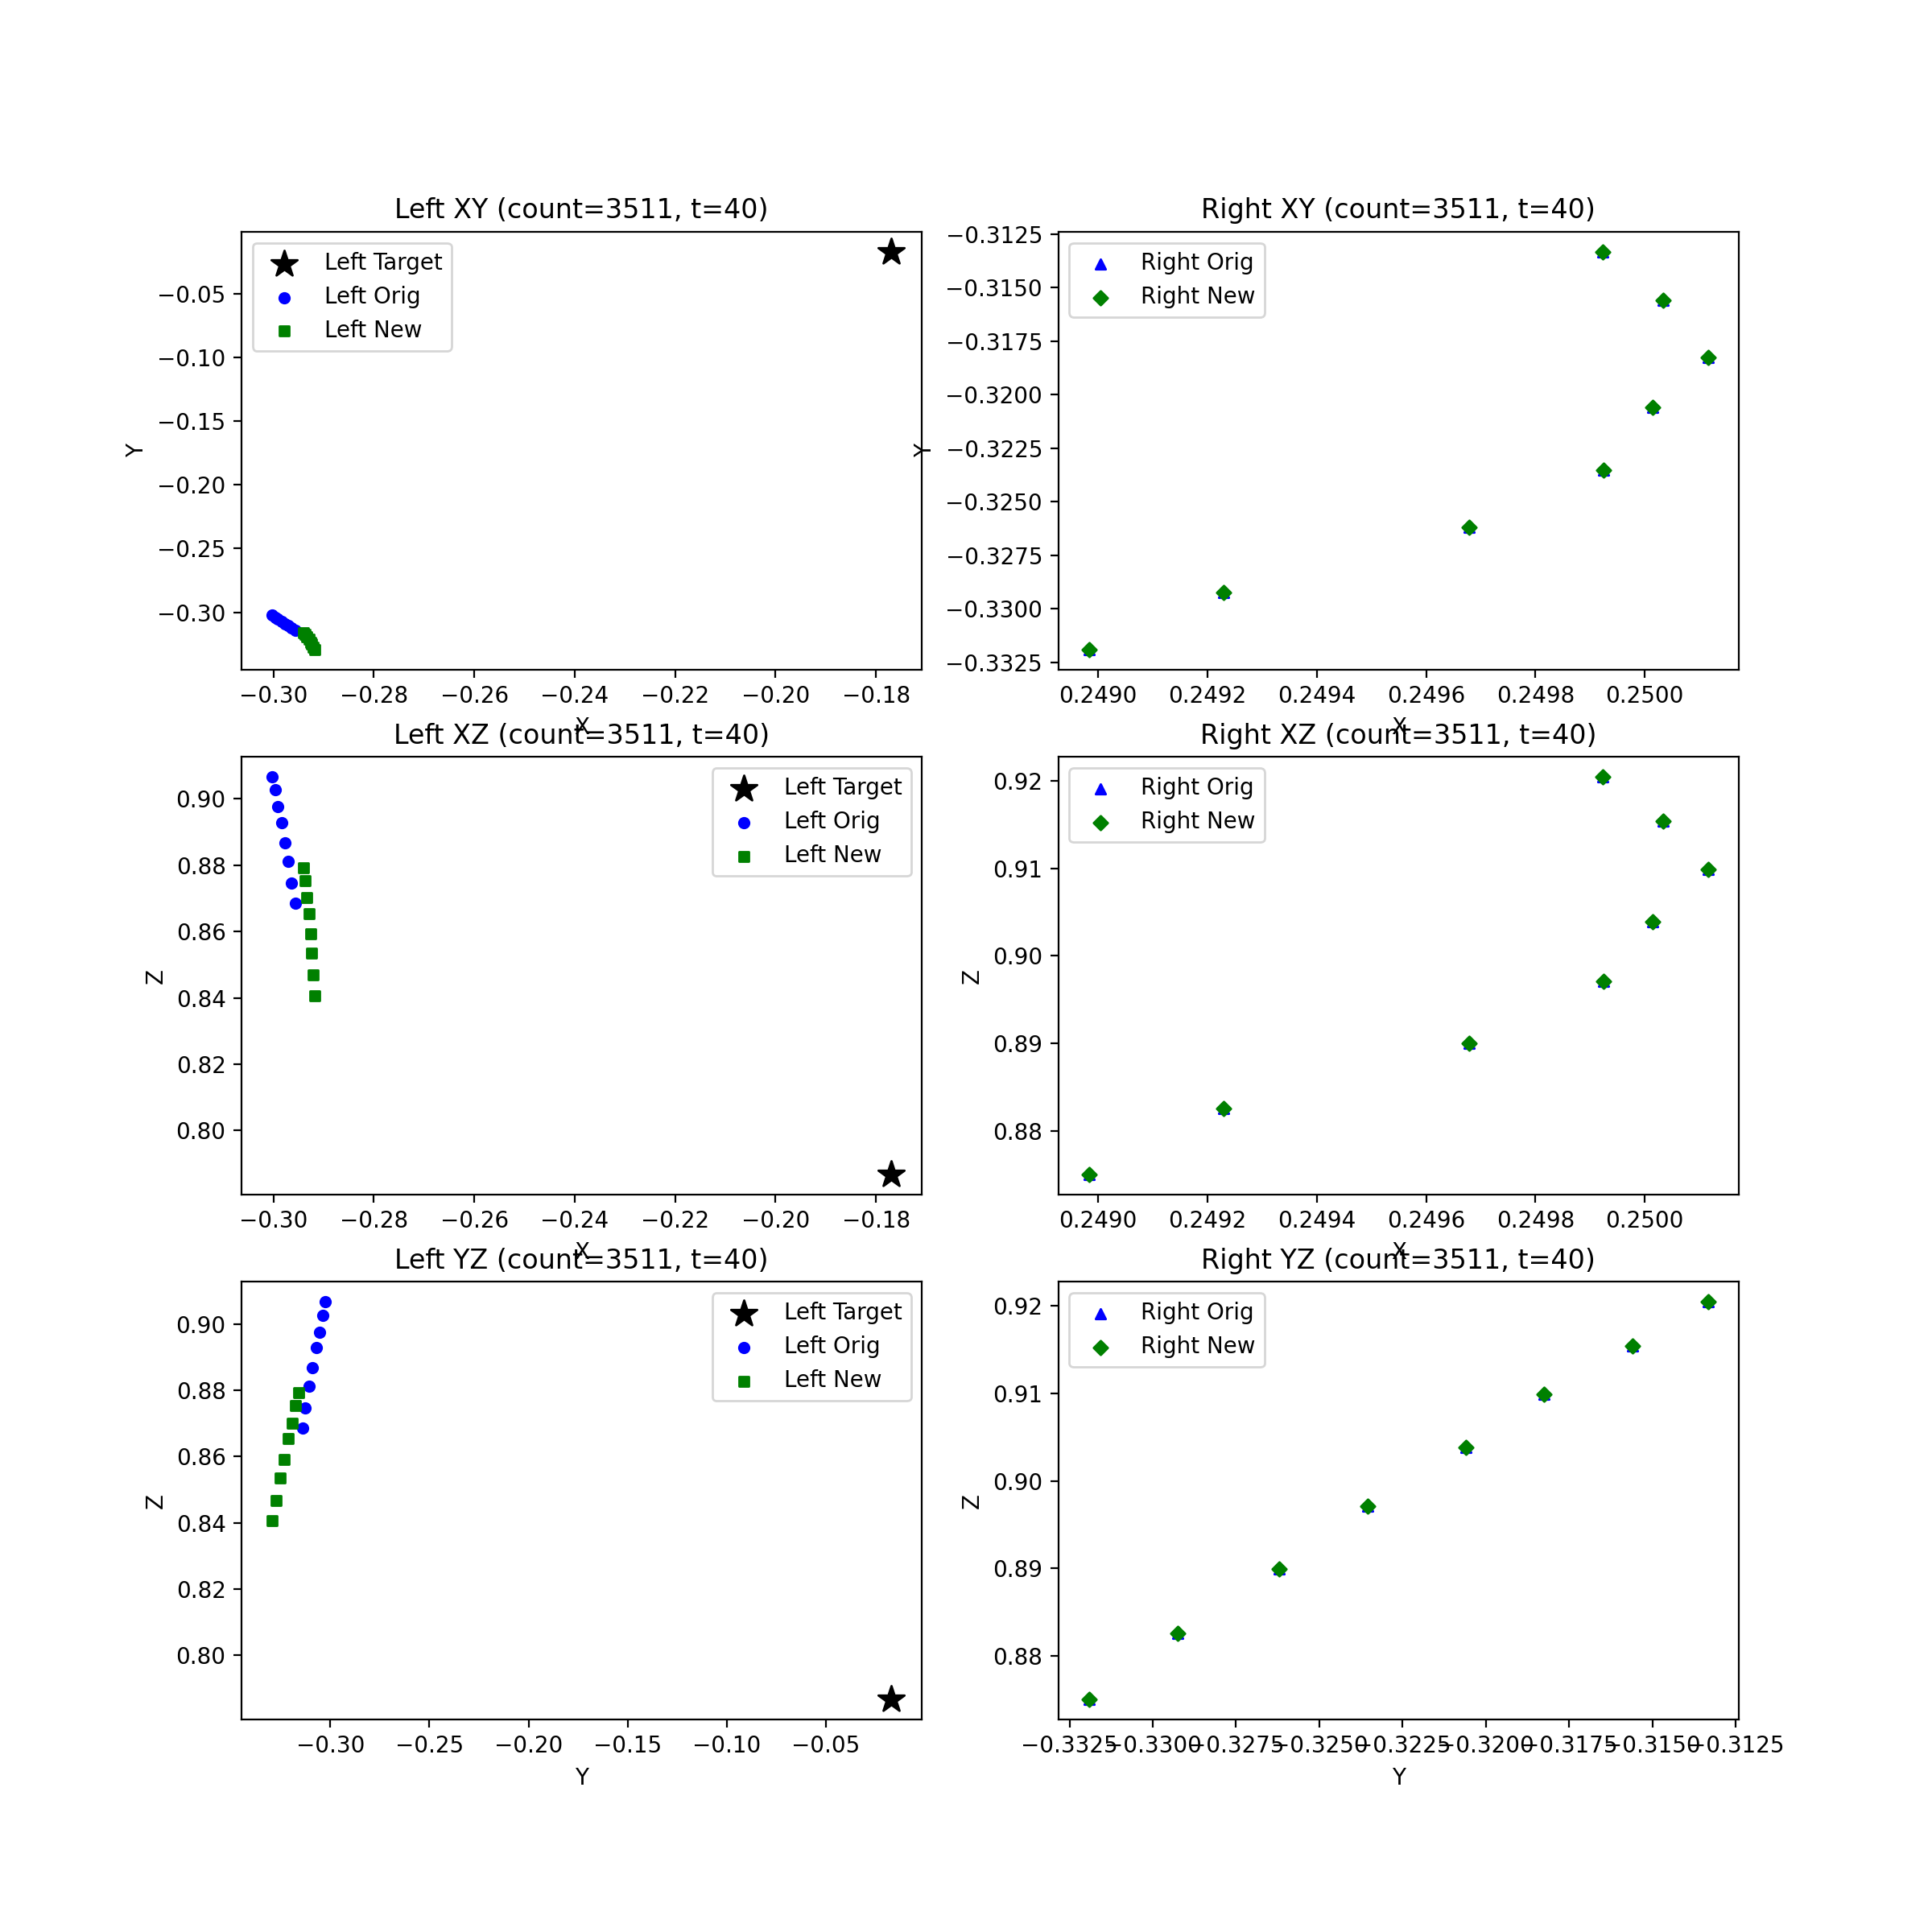 Left XY (count=3511, t=40)
Left Target
Left Orig
Left New
−0.05
−0.10
−0.15
−0.20
−0.25
−0.30
Y
−0.30 −0.28 −0.26 −0.24 −0.22 −0.20 −0.18
X
Right XY (count=3511, t=40)
Right Orig
Right New
−0.3125
−0.3150
−0.3175
−0.3200
−0.3225
−0.3250
−0.3275
−0.3300
−0.3325
Y
0.2490 0.2492 0.2494 0.2496 0.2498 0.2500
X
Left XZ (count=3511, t=40)
Left Target
Left Orig
Left New
0.90
0.88
0.86
0.84
0.82
0.80
Z
−0.30 −0.28 −0.26 −0.24 −0.22 −0.20 −0.18
X
Right XZ (count=3511, t=40)
Right Orig
Right New
0.92
0.91
0.90
0.89
0.88
Z
0.2490 0.2492 0.2494 0.2496 0.2498 0.2500
X
Left YZ (count=3511, t=40)
Left Target
Left Orig
Left New
0.90
0.88
0.86
0.84
0.82
0.80
Z
−0.30 −0.25 −0.20 −0.15 −0.10 −0.05
Y
Right YZ (count=3511, t=40)
Right Orig
Right New
0.92
0.91
0.90
0.89
0.88
Z
−0.3325 −0.3300 −0.3275 −0.3250 −0.3225 −0.3200 −0.3175 −0.3150 −0.3125
Y